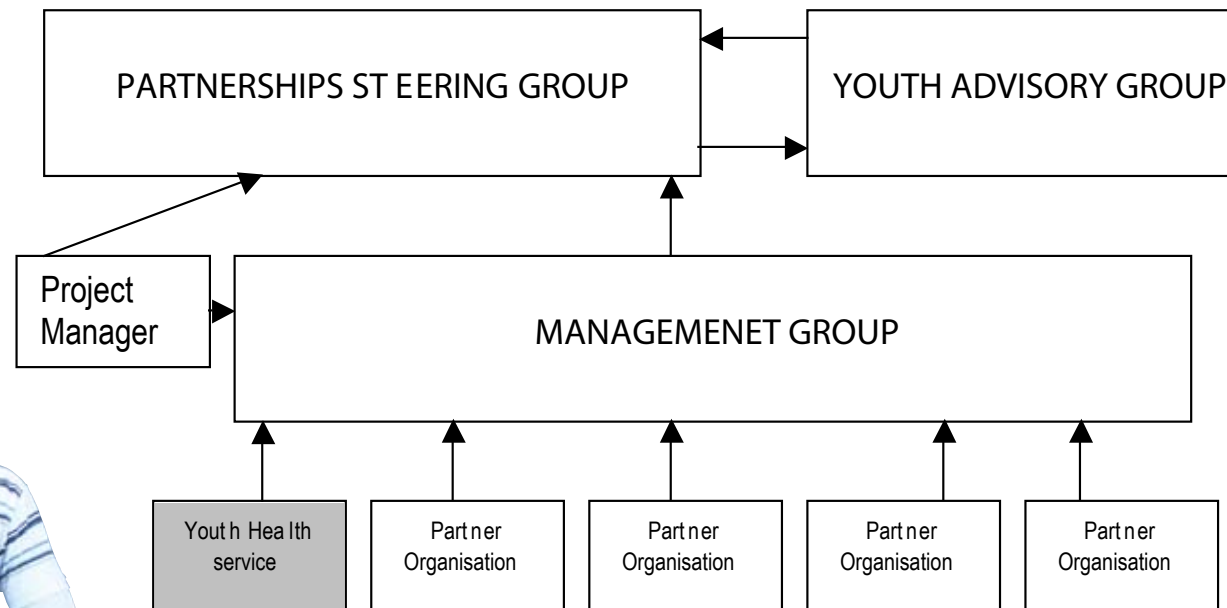 PARTNERSHIPS ST EERING GROUP
YOUTH ADVISORY GROUP
Project
Manager
MANAGEMENET GROUP
Yout h Hea lth
service
Part ner
Organisation
Part ner
Organisation
Part ner
Organisation
Part ner
Organisation